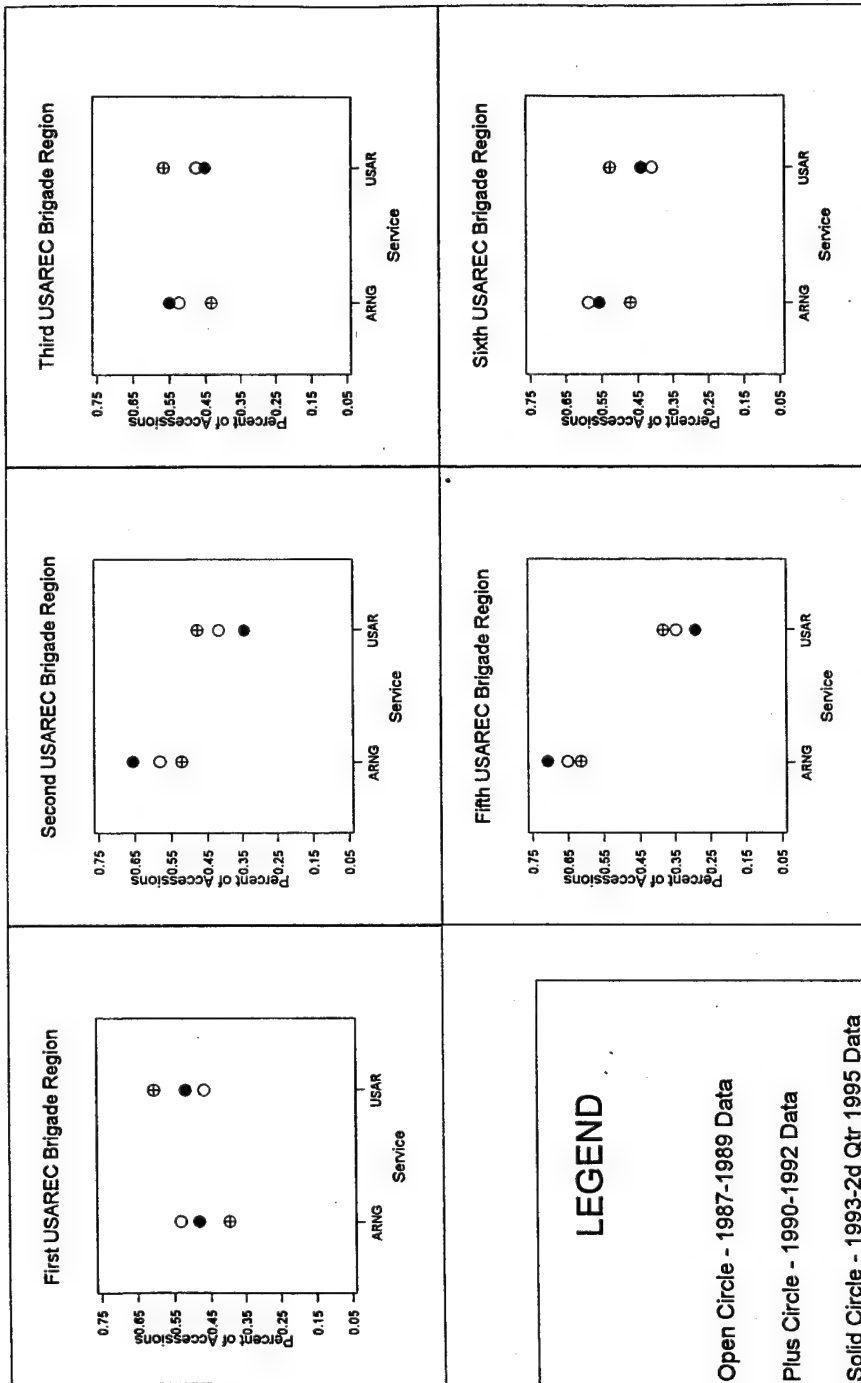 First USAREC Brigade Region
0.75
0.65
0.55
0.45
0.35
0.25
0.15
0.05
Percent of Accessions
ARNG
USAR
Service
Second USAREC Brigade Region
0.75
0.65
0.55
0.45
0.35
0.25
0.15
0.05
Percent of Accessions
ARNG
USAR
Service
Third USAREC Brigade Region
0.75
0.65
0.55
0.45
0.35
0.25
0.15
0.05
Percent of Accessions
ARNG
USAR
Service
LEGEND
Open Circle - 1987-1989 Data
Plus Circle - 1990-1992 Data
Solid Circle - 1993-2d Qtr 1995 Data
Fifth USAREC Brigade Region
0.75
0.65
0.55
0.45
0.35
0.25
0.15
0.05
Percent of Accessions
ARNG
USAR
Service
Sixth USAREC Brigade Region
0.75
0.65
0.55
0.45
0.35
0.25
0.15
0.05
Percent of Accessions
ARNG
USAR
Service